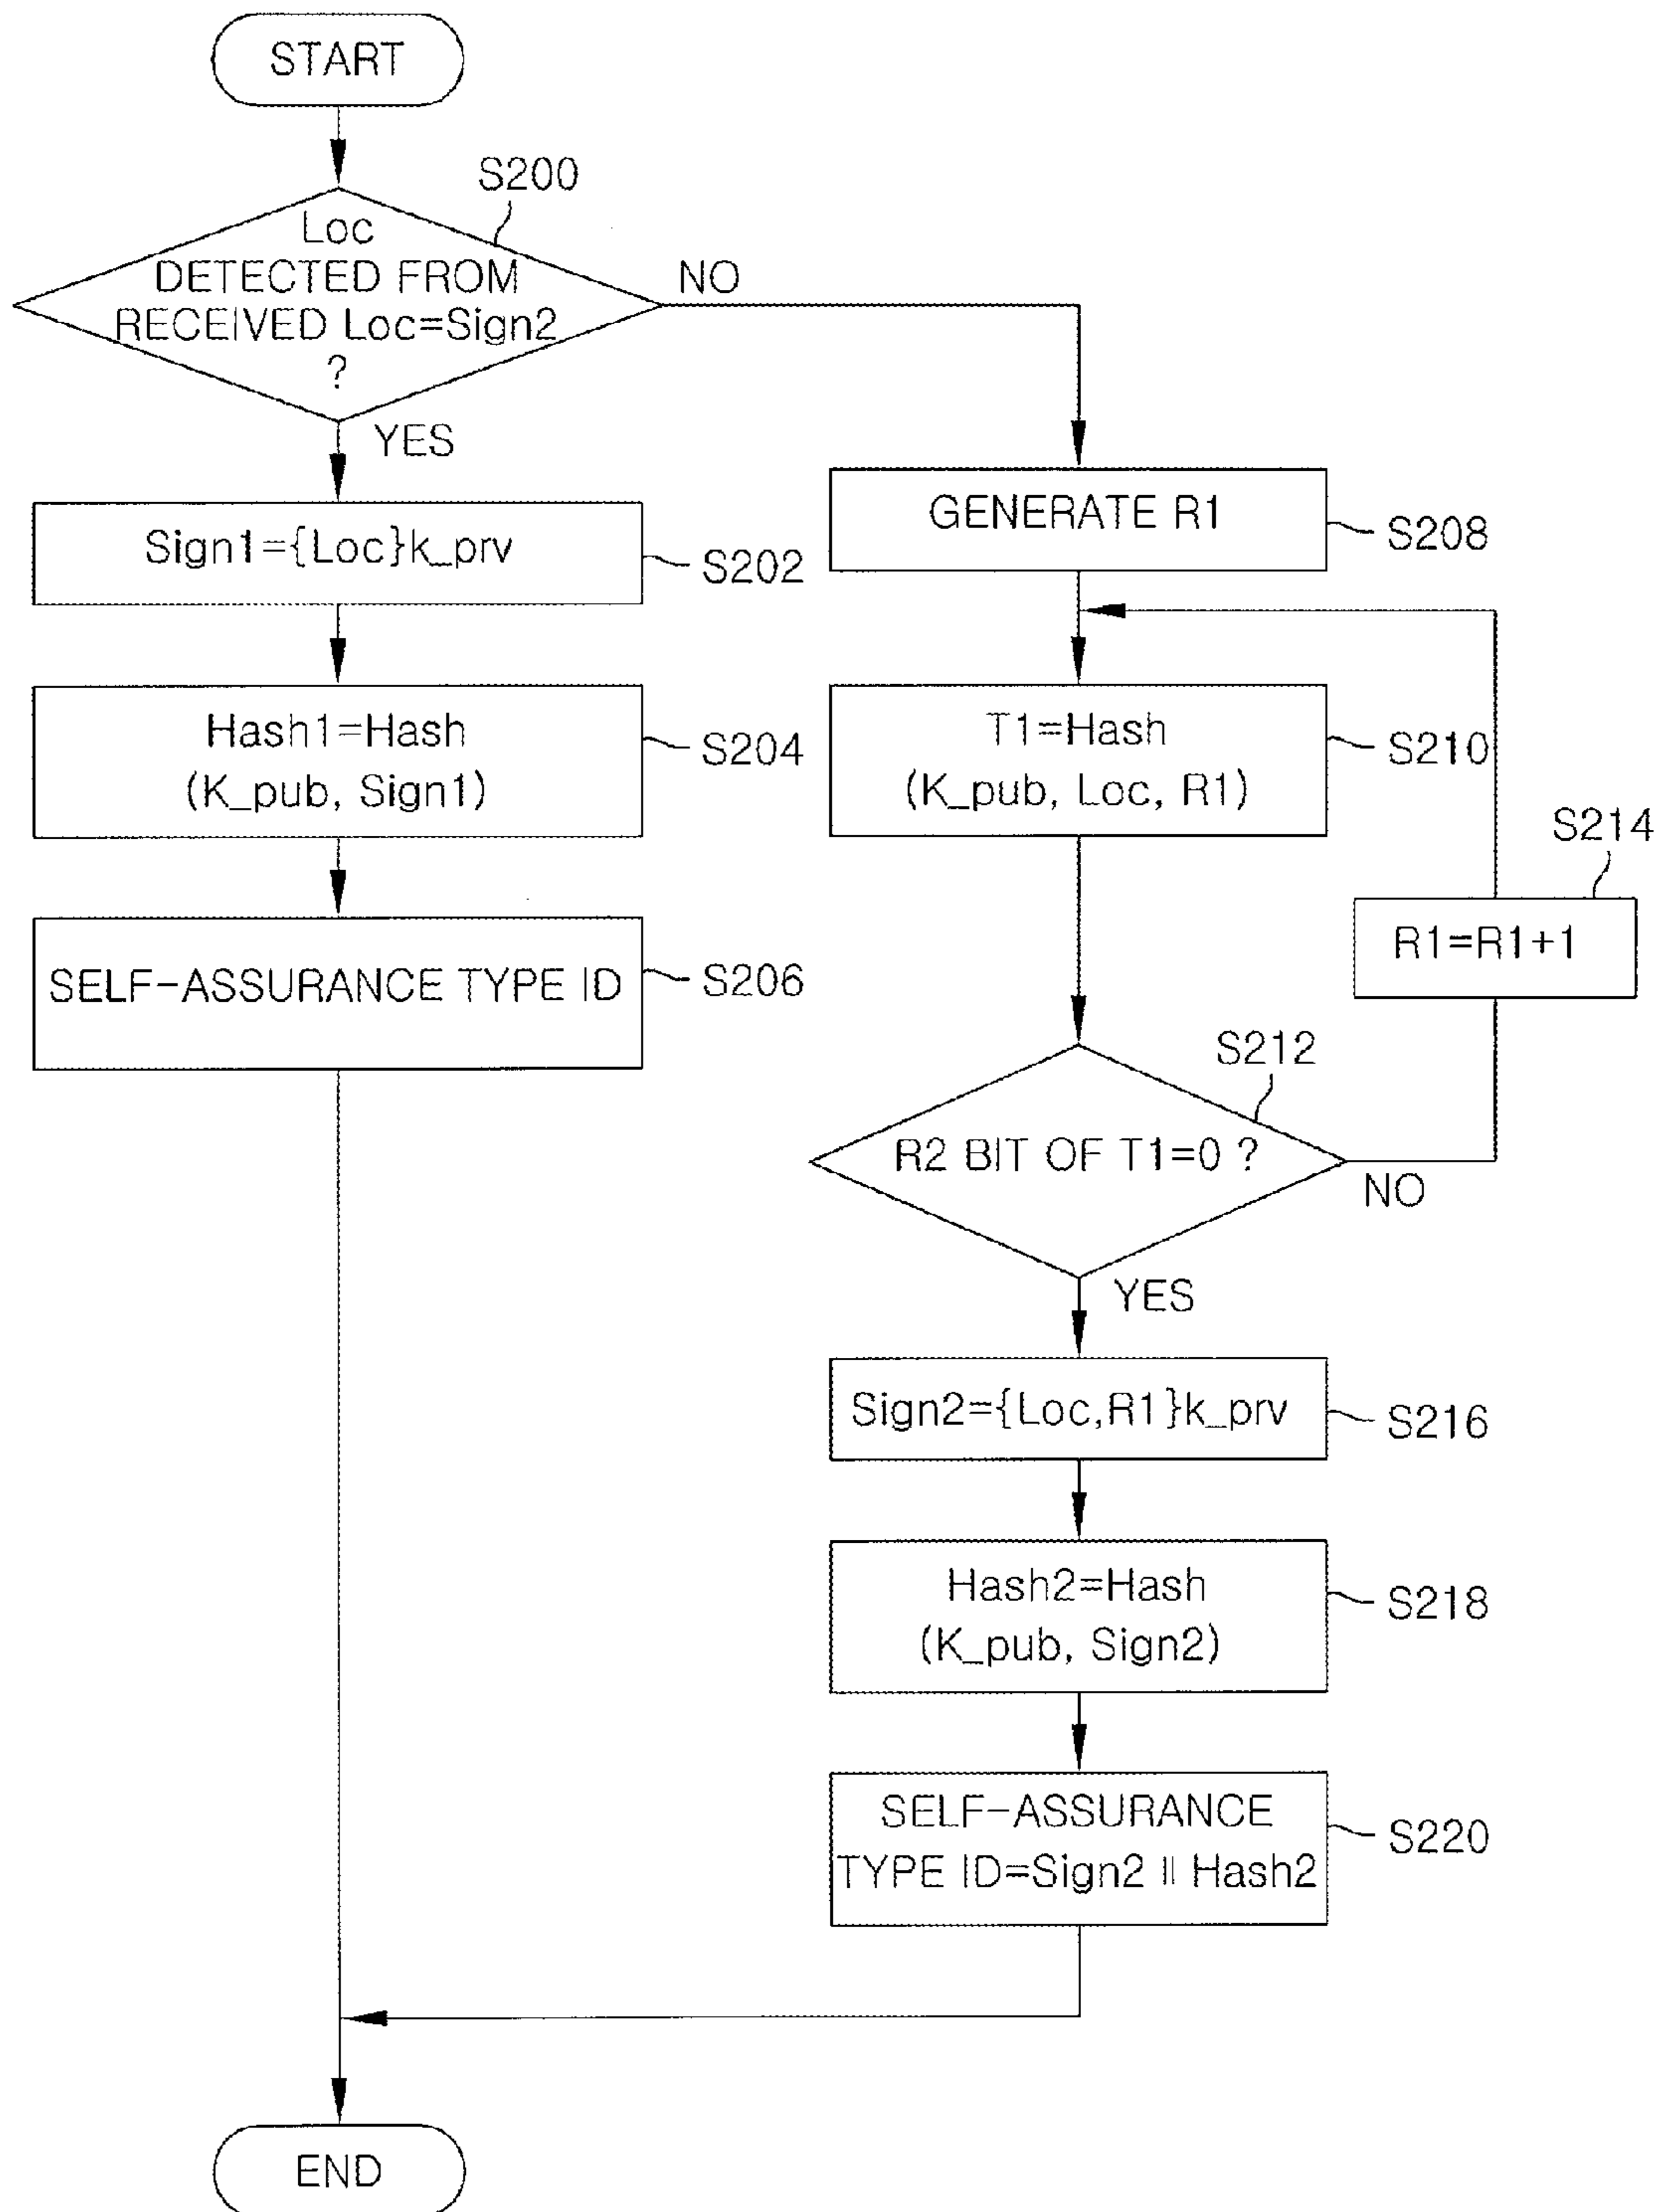 START
S200
Loc
DETECTED FROM
RECEIVED Loc=Sign2
?
NO
YES
Sign1={Loc}k_prv
S202
Hash1=Hash
(K_pub, Sign1)
S204
SELF-ASSURANCE TYPE ID
S206
GENERATE R1
S208
T1=Hash
(K_pub, Loc, R1)
S210
S214
R1=R1+1
S212
R2 BIT OF T1=0 ?
NO
YES
Sign2={Loc,R1}k_prv
S216
Hash2=Hash
(K_pub, Sign2)
S218
SELF-ASSURANCE
TYPE ID=Sign2 || Hash2
S220
END